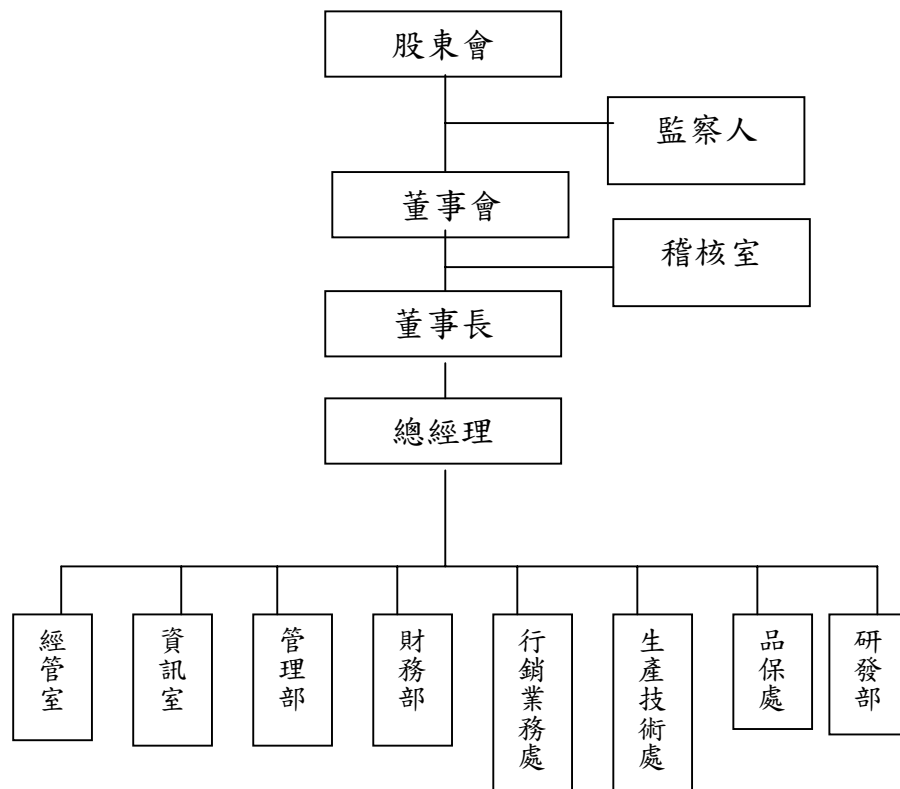 股東會
監察人
董事會
稽核室
董事長
總經理
經管室
資訊室
管理部
財務部
行銷業務處
生產技術處
品保處
研發部